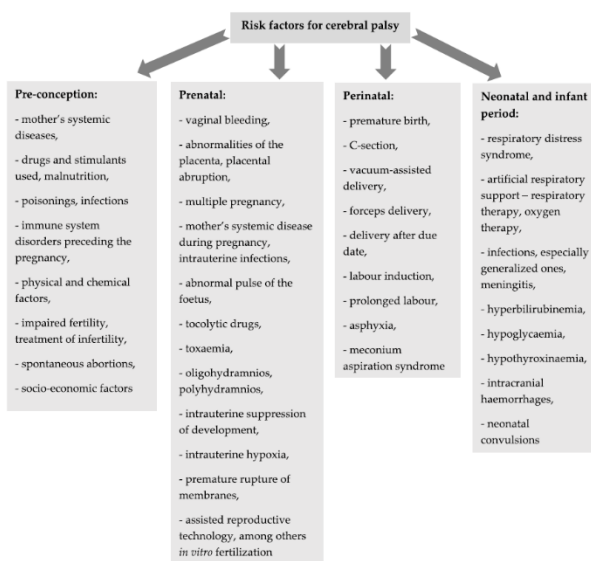 Risk factors for cerebral palsy
Pre-conception:
- mother's systemic
diseases,
- drugs and stimulants
used, malnutrition,
- poisonings, infections
- immune system
disorders preceding the
pregnancy,
- physical and chemical
factors,
- impaired fertility,
treatment of infertility,
- spontaneous abortions,
- socio-economic factors
Prenatal:
- vaginal bleeding,
- abnormalities of the
placenta, placental
abruption,
- multiple pregnancy,
- mother's systemic disease
during pregnancy,
intrauterine infections,
- abnormal pulse of the
foetus,
- tocolytic drugs,
- toxaemia,
- oligohydramnios,
polyhydramnios,
- intrauterine suppression
of development,
- intrauterine hypoxia,
- premature rupture of
membranes,
- assisted reproductive
technology, among others
in vitro fertilization
Perinatal:
- premature birth,
- C-section,
- vacuum-assisted
delivery,
- forceps delivery,
- delivery after due
date,
- labour induction,
- prolonged labour,
- asphyxia,
- meconium
aspiration syndrome
Neonatal and infant
period:
- respiratory distress
syndrome,
- artificial respiratory
support – respiratory
therapy, oxygen
therapy,
- infections, especially
generalized ones,
meningitis,
- hyperbilirubinemia,
- hypoglycaemia,
- hypothyroxinaemia,
- intracranial
haemorrhages,
- neonatal
convulsions